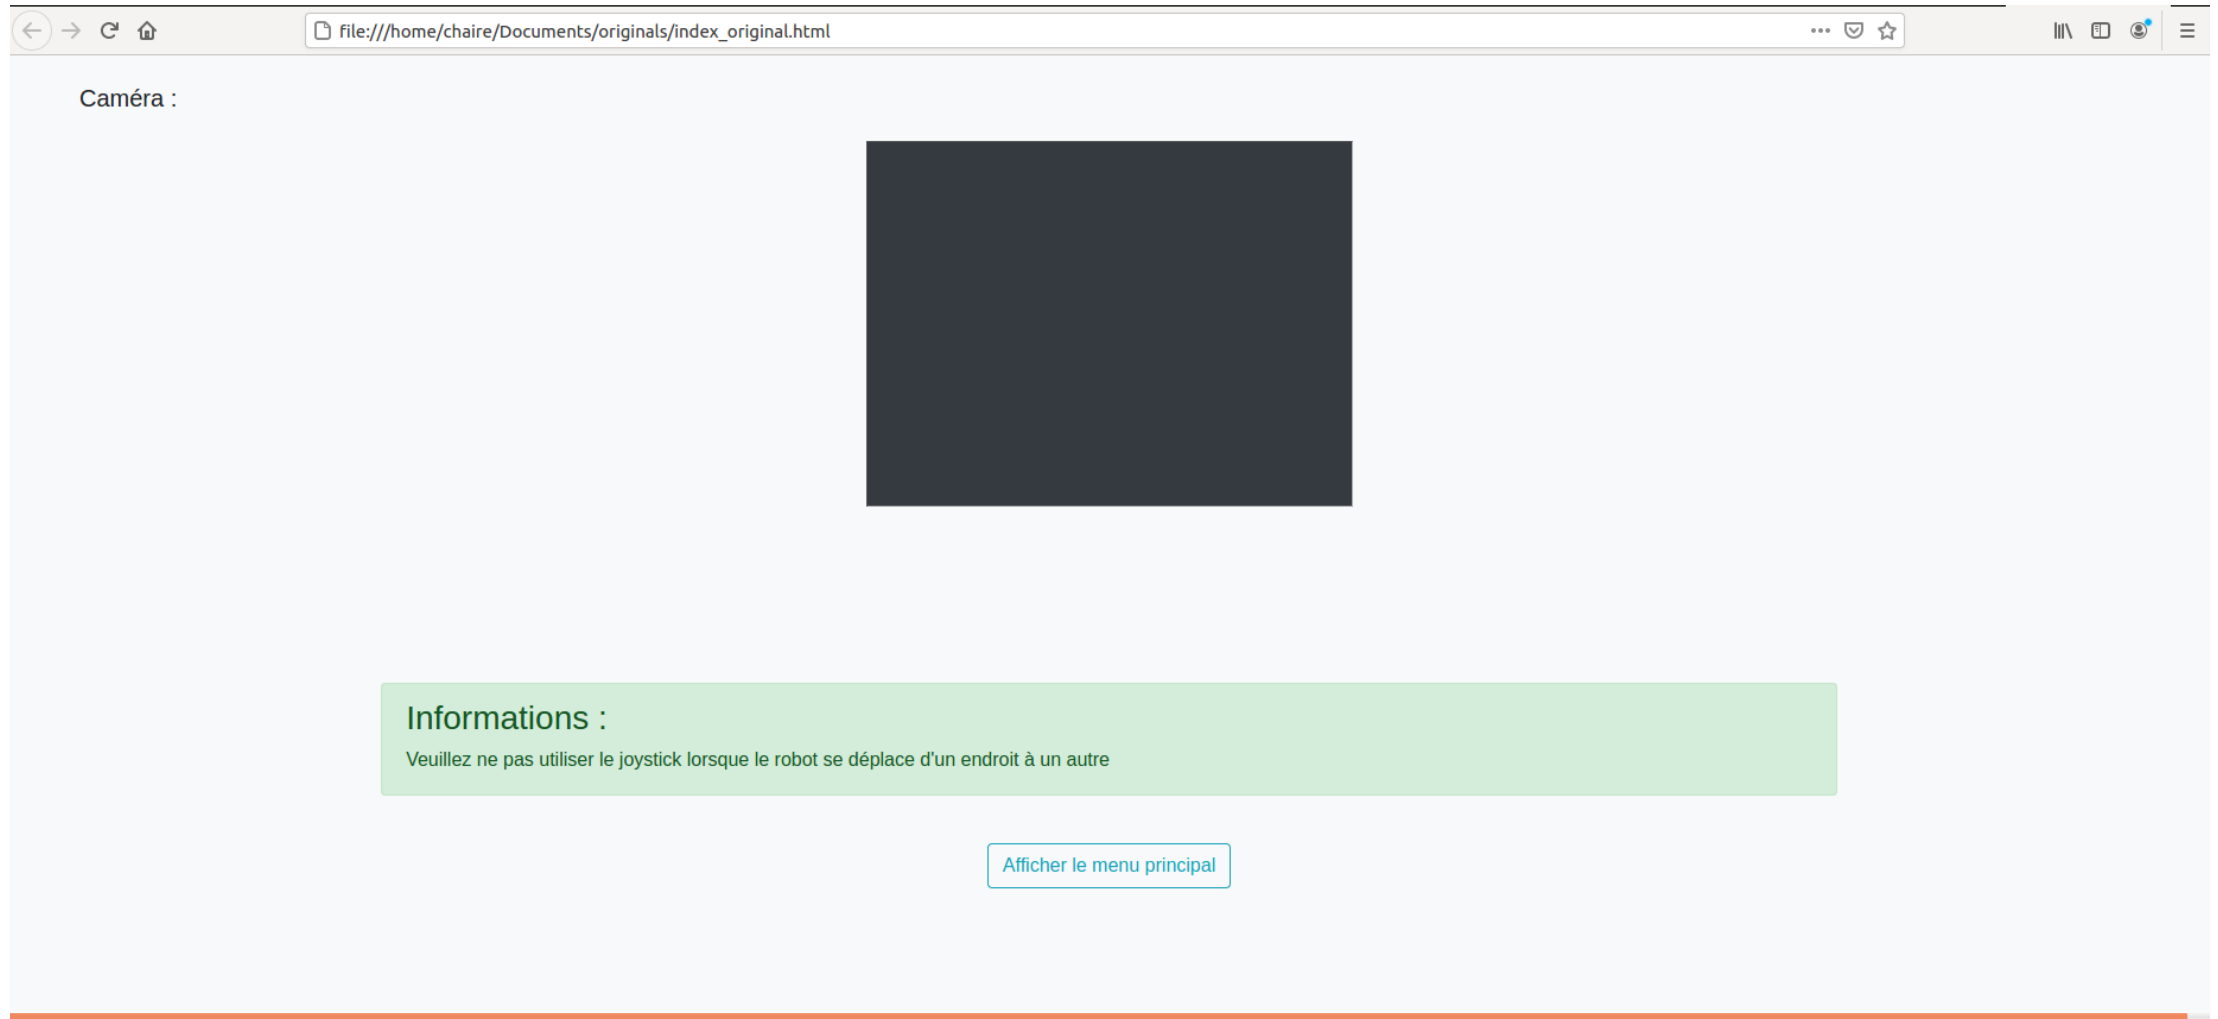 file:///home/chaire/Documents/originals/index_original.html
Caméra :
Informations :
Veuillez ne pas utiliser le joystick lorsque le robot se déplace d'un endroit à un autre
Afficher le menu principal